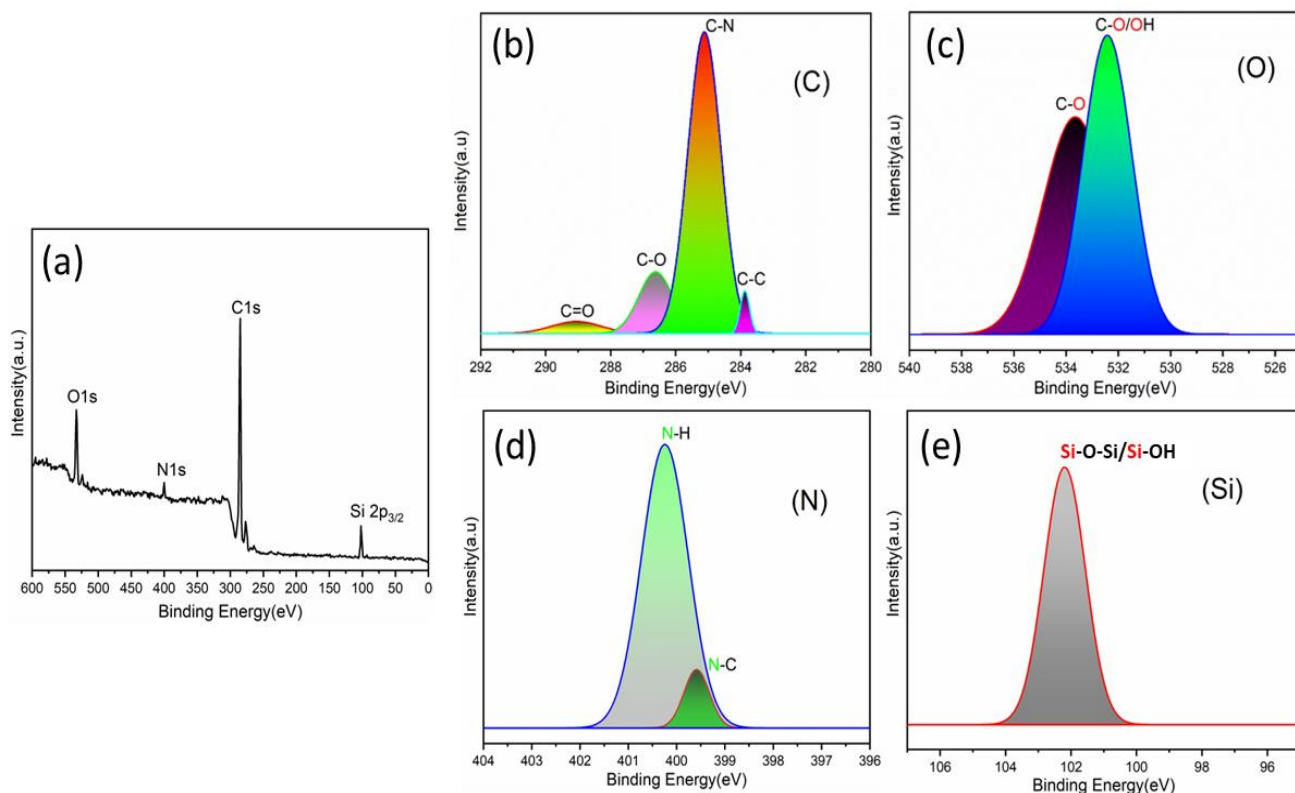 (a)
O1s
N1s
C1s
Si 2p3/2
Intensity(a.u.)
600 550 500 450 400 350 300 250 200 150 100 50 0
Binding Energy(eV)
(b)
C-N
(C)
C-O
C-C
C=O
Intensity(a.u)
292 290 288 286 284 282 280
Binding Energy(eV)
(c)
C-O/OH
(O)
C-O
Intensity(a.u)
540 538 536 534 532 530 528 526
Binding Energy(eV)
(d)
N-H
(N)
N-C
Intensity(a.u)
404 403 402 401 400 399 398 397 396
Binding Energy(eV)
(e)
Si-O-Si/Si-OH
(Si)
Intensity(a.u.)
106 104 102 100 98 96
Binding Energy(eV)